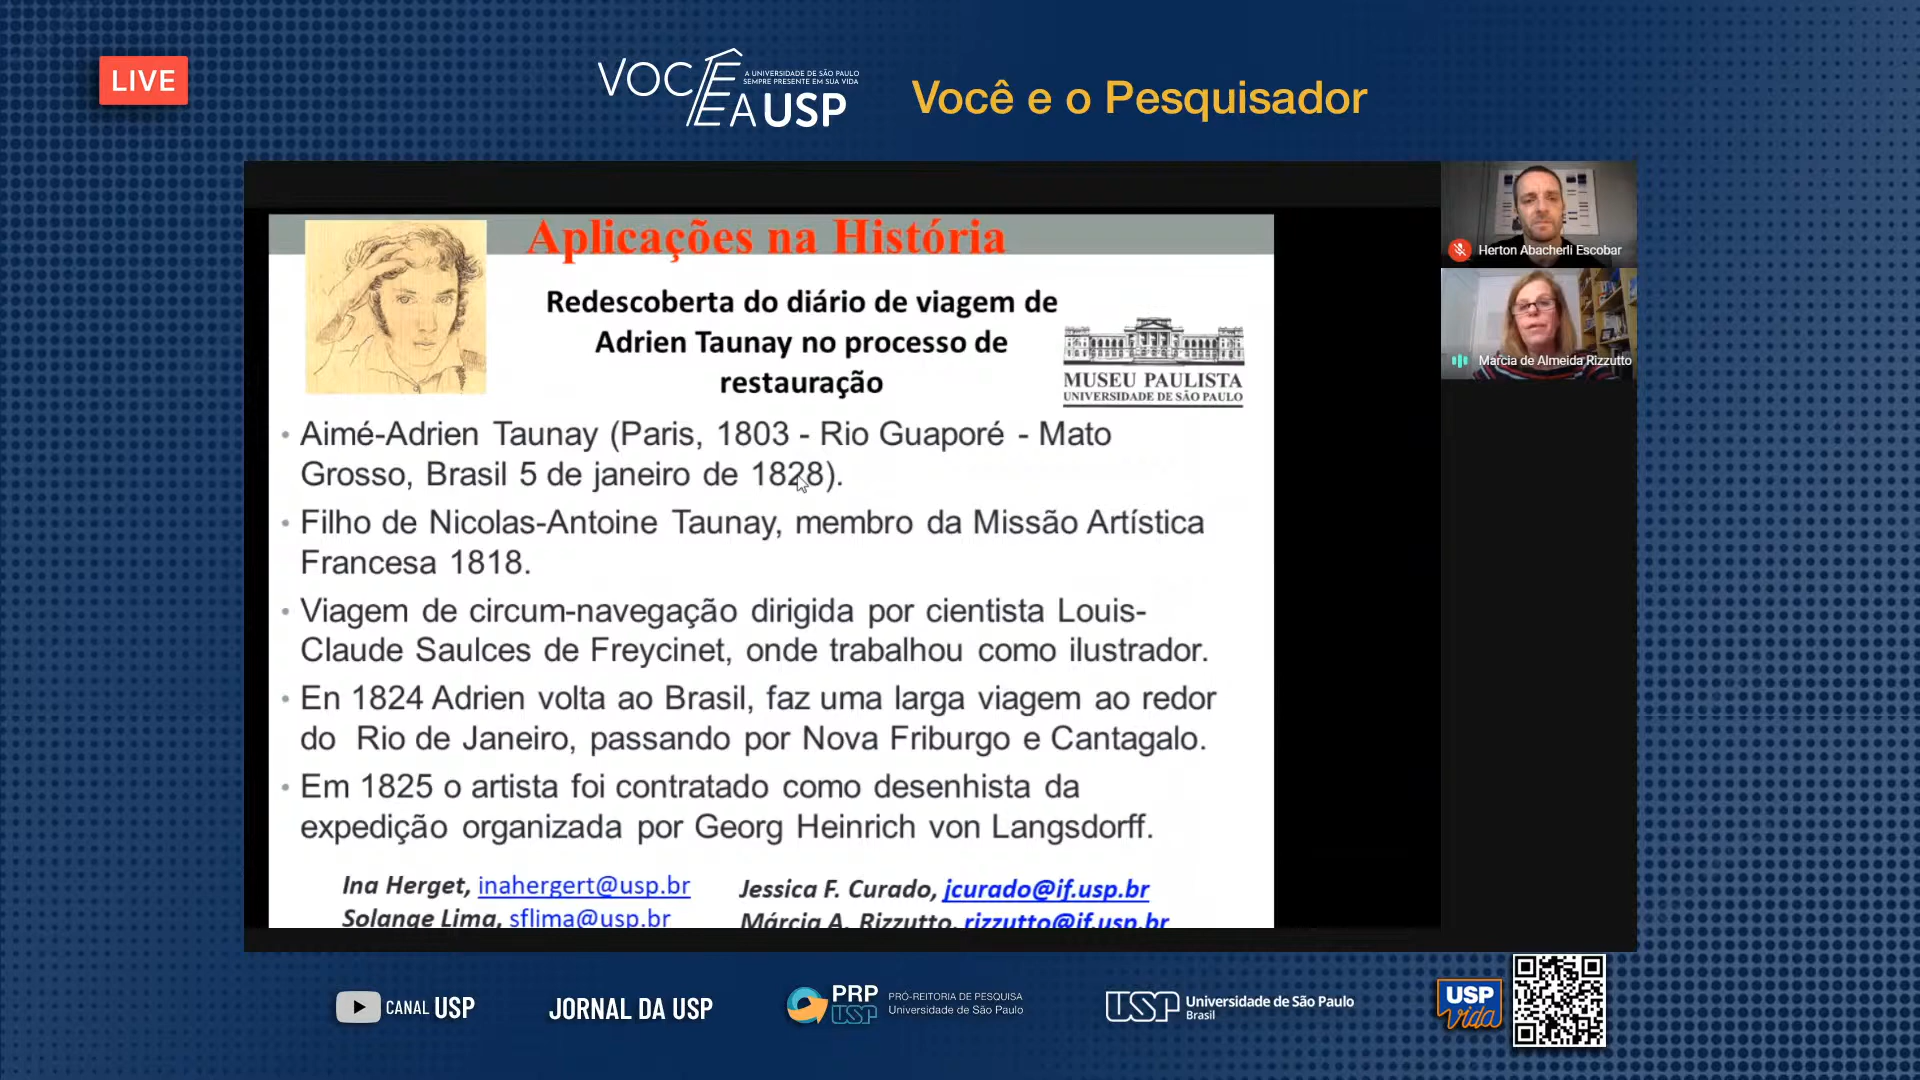 LIVE
VOCÊ
A UNIVERSIDADE DE SÃO PAULO
SEMPRE PRESENTE EM SUA VIDA
E A USP
Você e o Pesquisador
Aplicações na História
Redescoberta do diário de viagem de
Adrien Taunay no processo de
restauração
MUSEU PAULISTA
UNIVERSIDADE DE SÃO PAULO
• Aimé-Adrien Taunay (Paris, 1803 - Rio Guaporé - Mato
Grosso, Brasil 5 de janeiro de 1828).
• Filho de Nicolas-Antoine Taunay, membro da Missão Artística
Francesa 1818.
• Viagem de circum-navegação dirigida por cientista Louis-
Claude Saulces de Freycinet, onde trabalhou como ilustrador.
• En 1824 Adrien volta ao Brasil, faz uma larga viagem ao redor
do Rio de Janeiro, passando por Nova Friburgo e Cantagalo.
• Em 1825 o artista foi contratado como desenhista da
expedição organizada por Georg Heinrich von Langsdorff.
Ina Herget, inahergert@usp.br
Solange Lima, sflima@usp.br
Jessica F. Curado, jcurado@if.usp.br
Márcia A. Rizzutto, rizzutto@if.usp.br
Herton Abacherli Escobar
Marcia de Almeida Rizzutto
CANAL USP
JORNAL DA USP
PRP
USP
PRÓ-REITORIA DE PESQUISA
Universidade de São Paulo
USP
Universidade de São Paulo
Brasil
USP
Vida